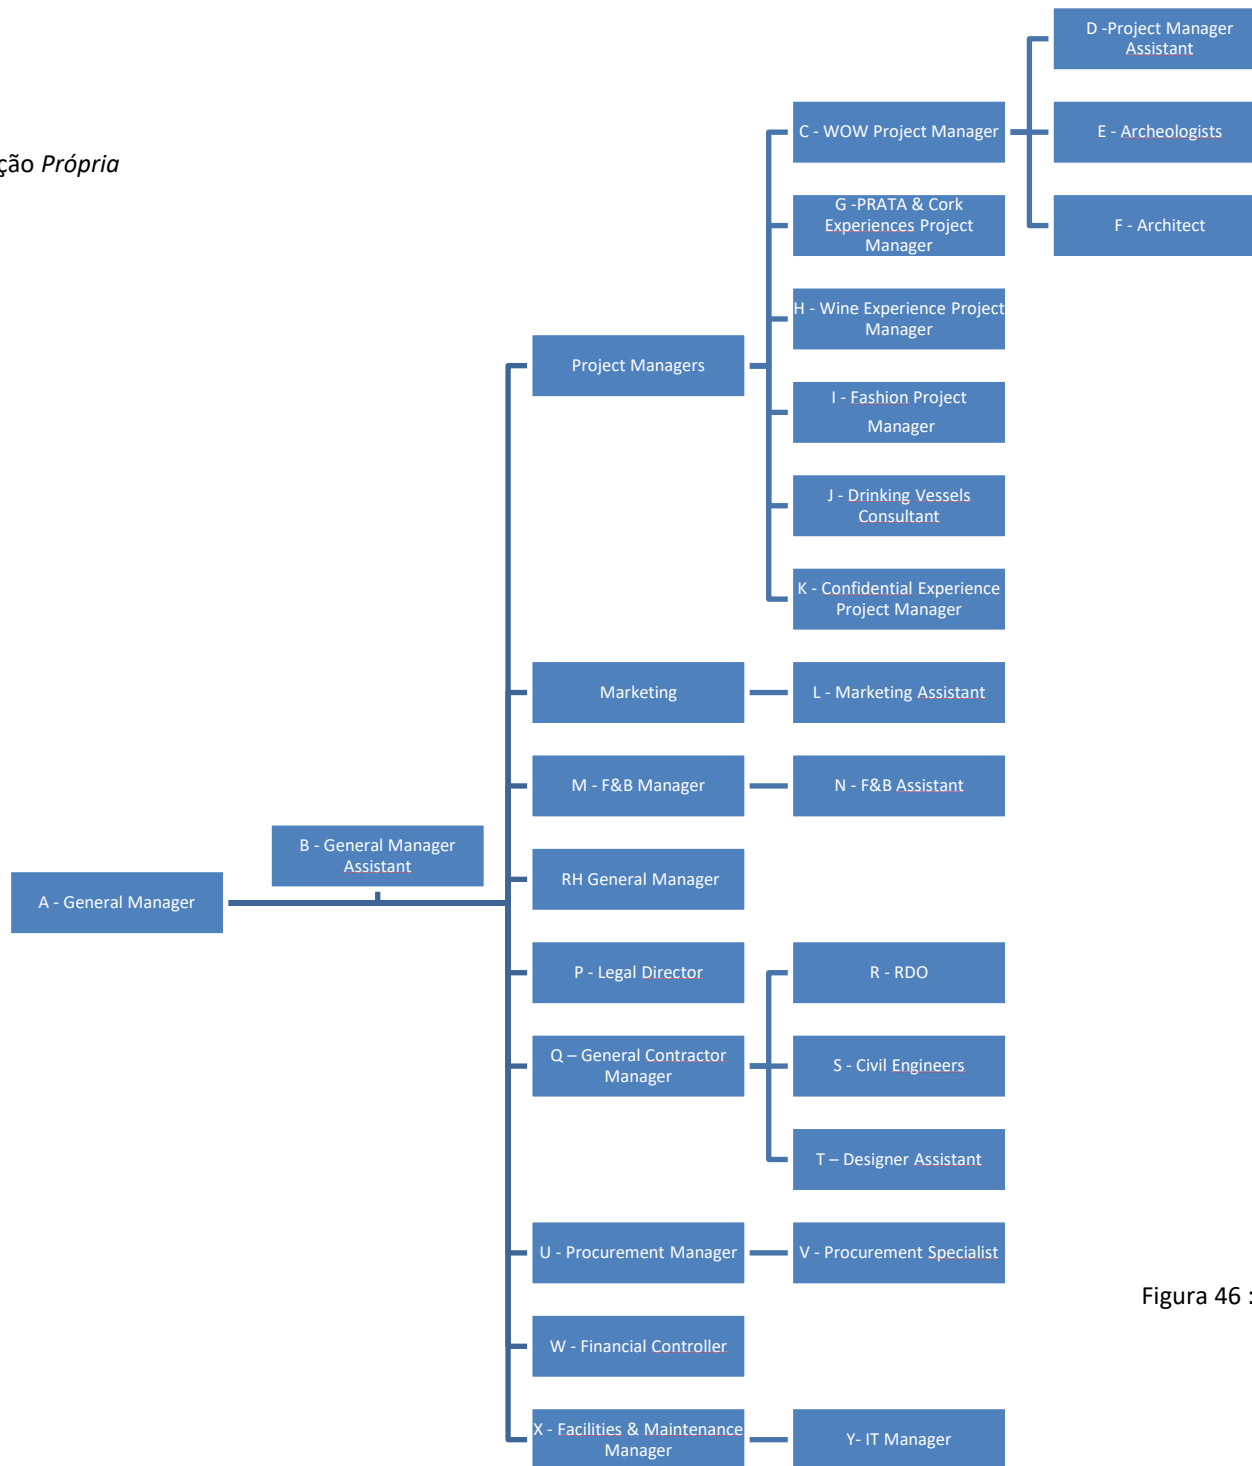 D -Project Manager
Assistant
C - WOW Project Manager
E - Archeologists
ção Própria
G -PRATA & Cork
Experiences Project
Manager
F - Architect
H - Wine Experience Project
Manager
Project Managers
I - Fashion Project
Manager
J - Drinking Vessels
Consultant
K - Confidential Experience
Project Manager
Marketing
L - Marketing Assistant
M - F&B Manager
N - F&B Assistant
B - General Manager
Assistant
A - General Manager
RH General Manager
P - Legal Director
R - RDO
Q – General Contractor
Manager
S - Civil Engineers
T – Designer Assistant
U - Procurement Manager
V - Procurement Specialist
Figura 46 :
W - Financial Controller
X - Facilities & Maintenance
Manager
Y- IT Manager